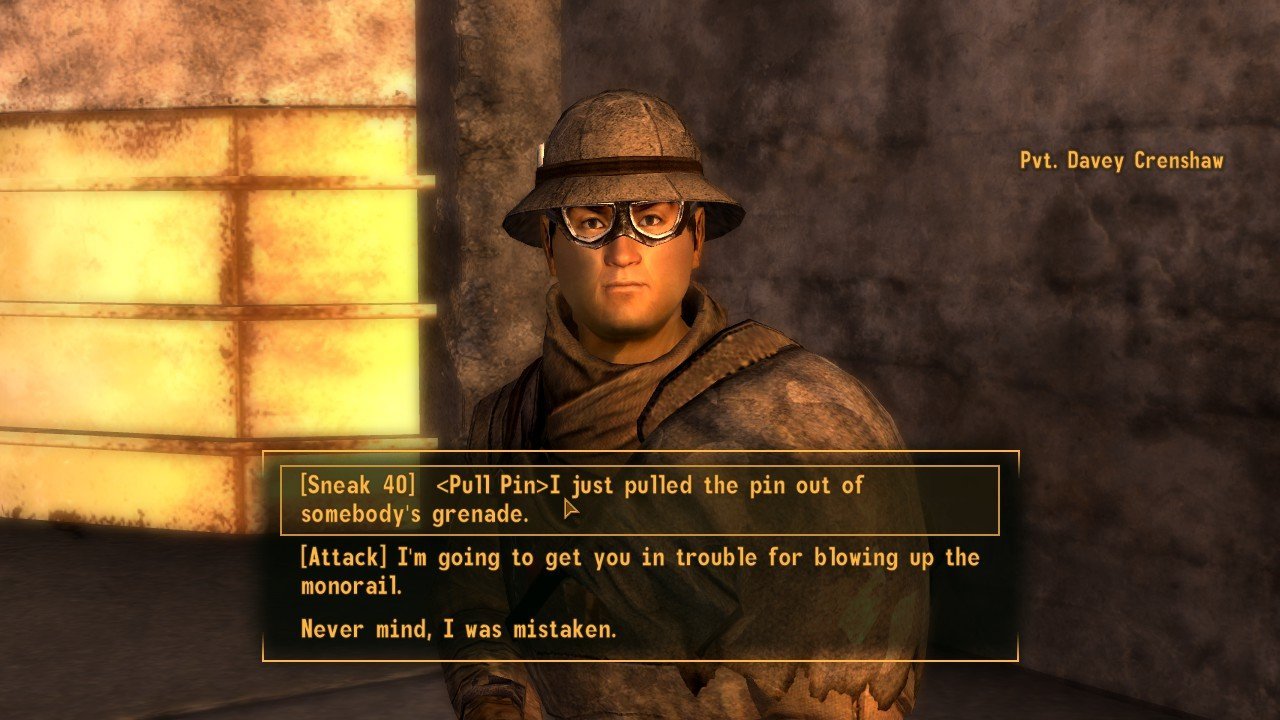 Pvt. Davey Crenshaw
[Sneak 40] <Pull Pin>I just pulled the pin out of
somebody's grenade.
[Attack] I'm going to get you in trouble for blowing up the
monorail.
Never mind, I was mistaken.